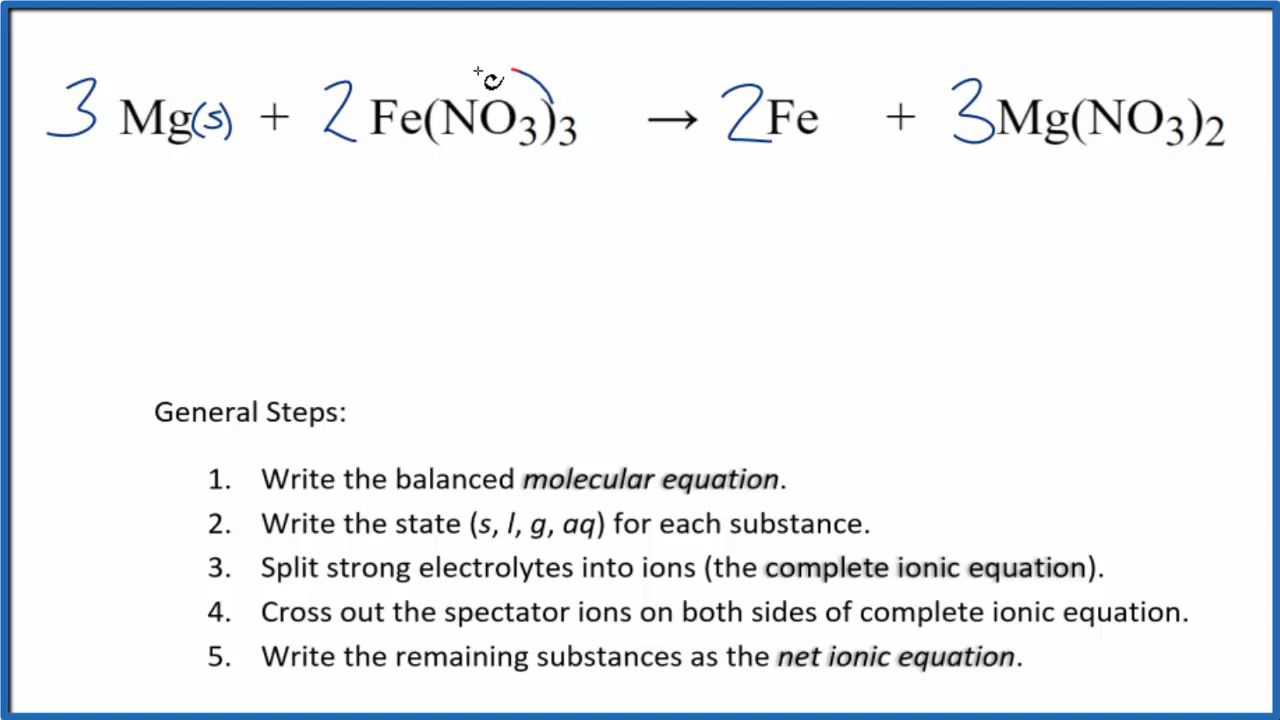 3 Mg(s) + 2 Fe(NO₃)₃ → 2Fe + 3Mg(NO₃)₂
General Steps:
1. Write the balanced molecular equation.
2. Write the state (s, l, g, aq) for each substance.
3. Split strong electrolytes into ions (the complete ionic equation).
4. Cross out the spectator ions on both sides of complete ionic equation.
5. Write the remaining substances as the net ionic equation.